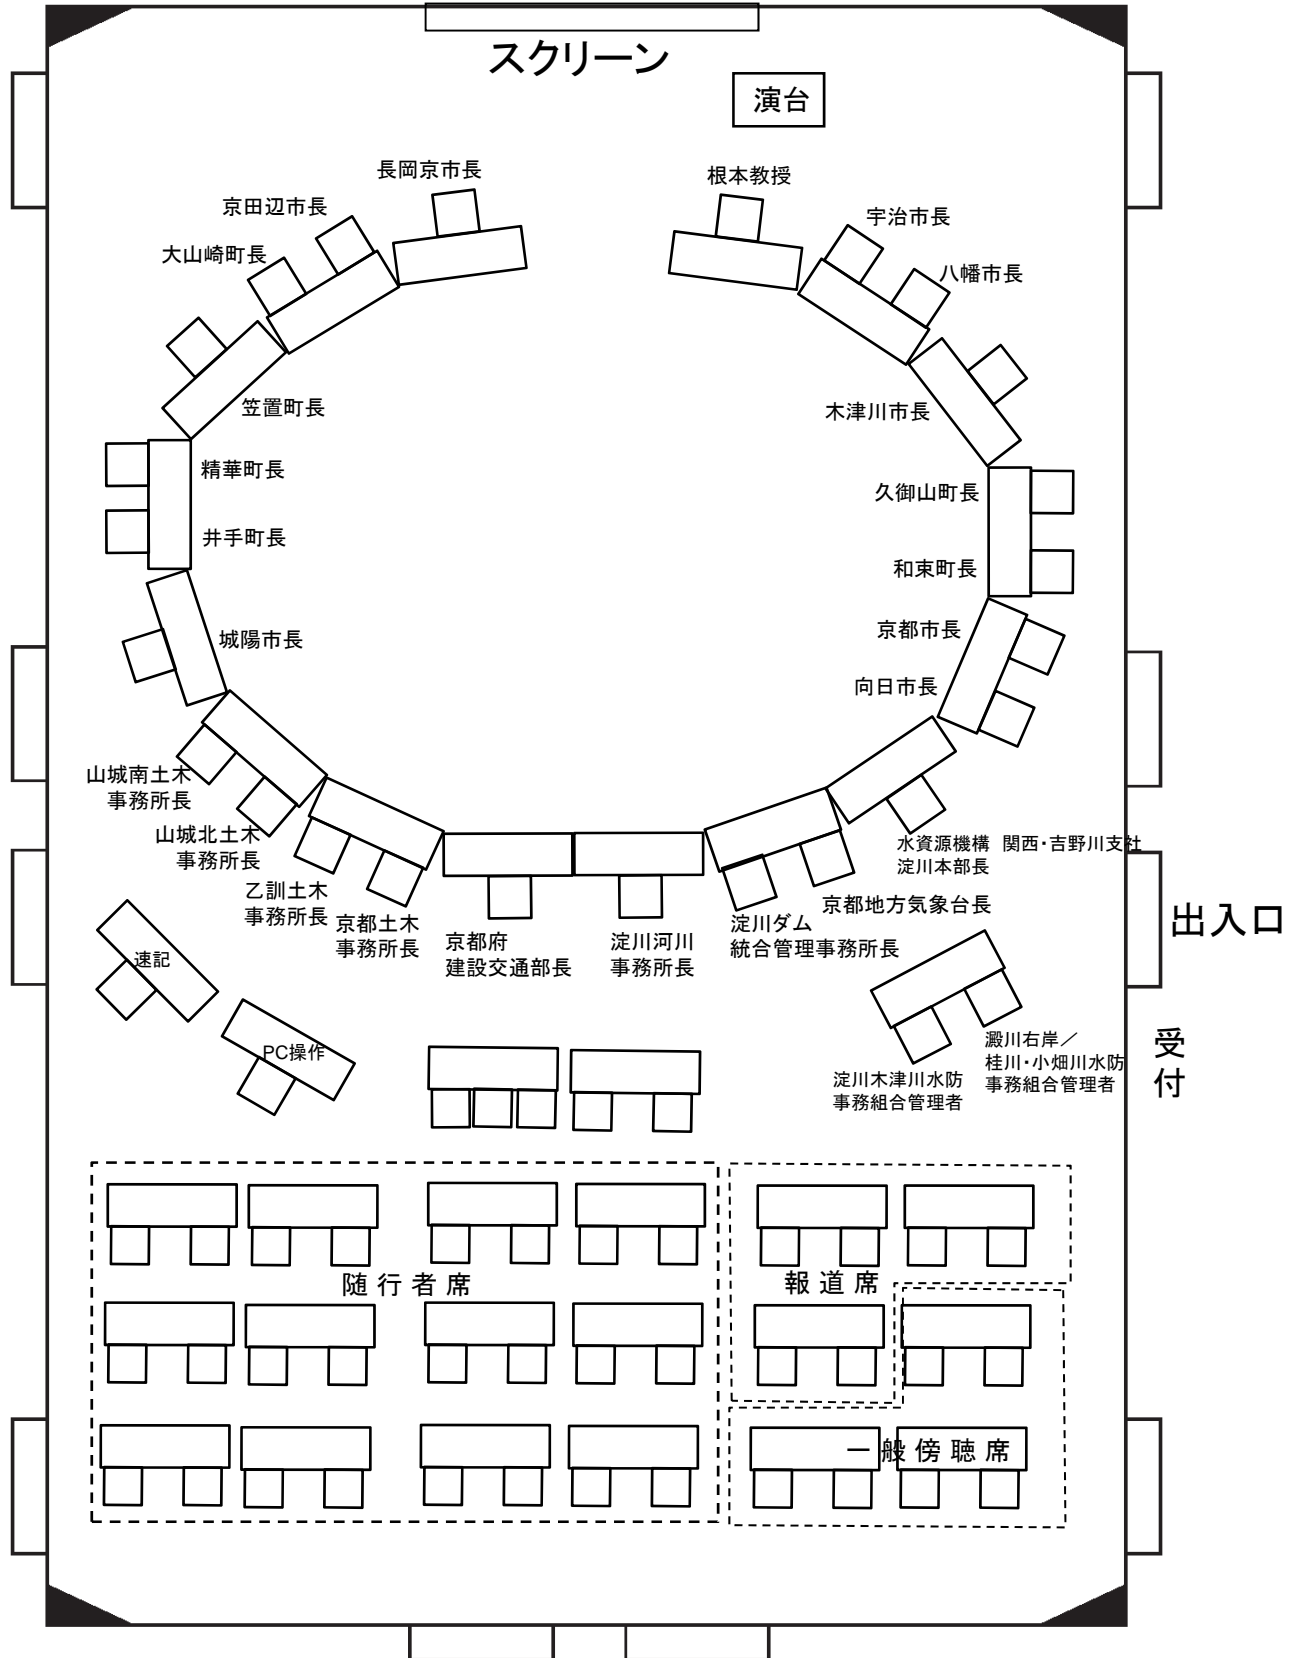 スクリーン
演台
長岡京市長
根本教授
京田辺市長
宇治市長
大山崎町長
八幡市長
笠置町長
木津川市長
精華町長
久御山町長
井手町長
和束町長
京都市長
城陽市長
向日市長
山城南土木
事務所長
山城北土木
事務所長
乙訓土木
事務所長
京都土木
事務所長
京都府
建設交通部長
淀川河川
事務所長
淀川ダム
統合管理事務所長
京都地方気象台長
水資源機構 関西・吉野川支社
淀川本部長
出入口
速記
PC操作
淀川木津川水防
事務組合管理者
澱川右岸／
桂川・小畑川水防
事務組合管理者
受
付
随行者席
報道席
一般傍聴席